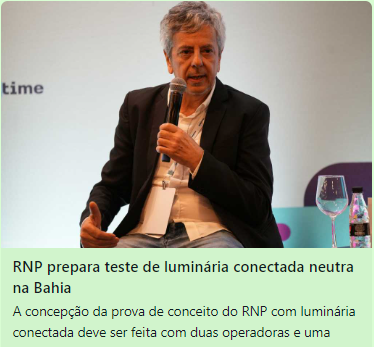 time
RNP prepara teste de luminária conectada neutra
na Bahia
A concepção da prova de conceito do RNP com luminária
conectada deve ser feita com duas operadoras e uma